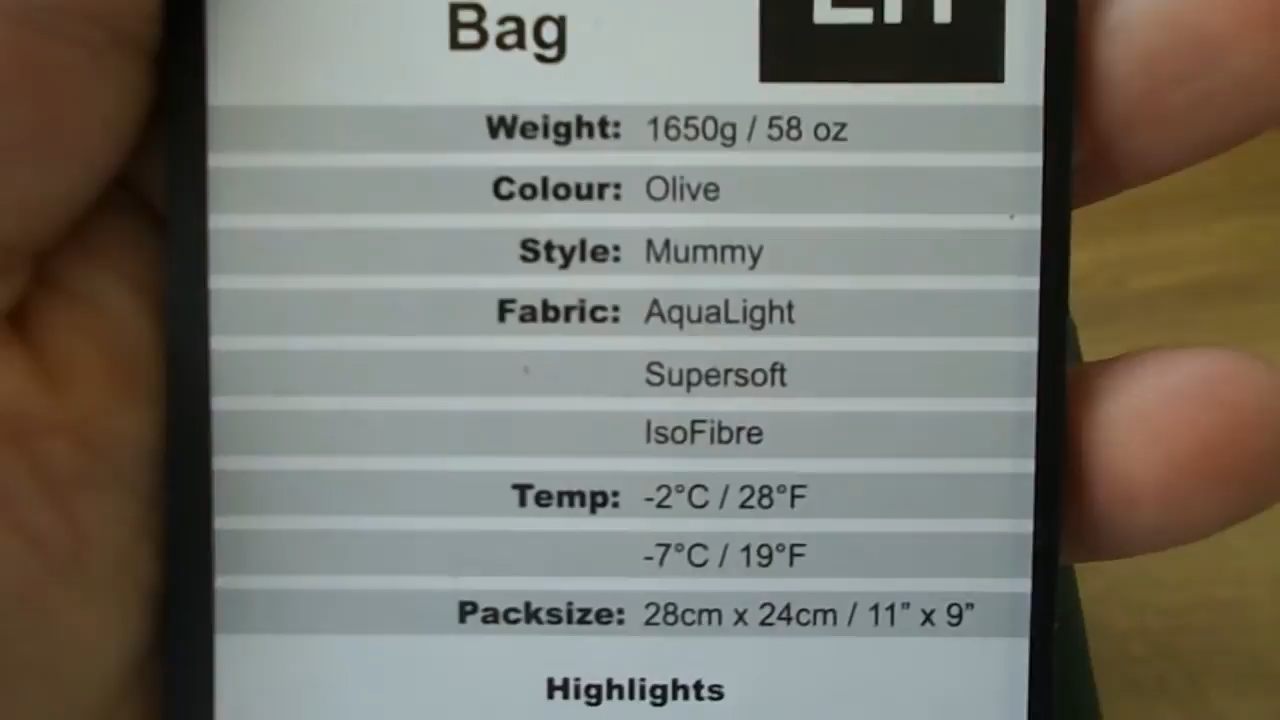 Bag
Weight: 1650g / 58 oz
Colour: Olive
Style: Mummy
Fabric: AquaLight
Supersoft
IsoFibre
Temp: -2°C / 28°F
-7°C / 19°F
Packsize: 28cm x 24cm / 11” x 9”
Highlights